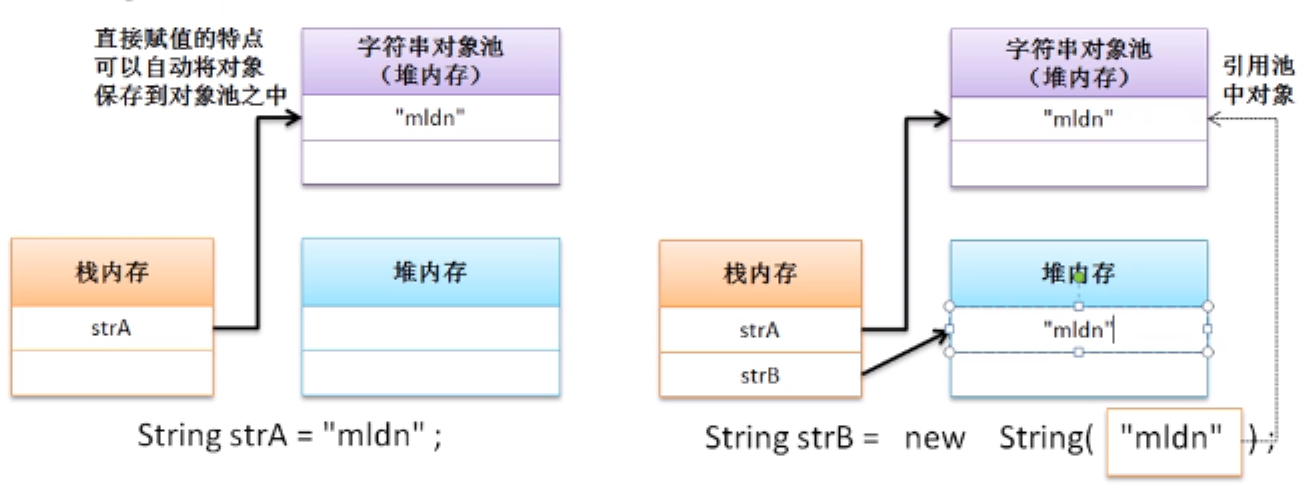 直接赋值的特点
可以自动将对象
保存到对象池之中
字符串对象池
（堆内存）
"mldn"
栈内存
strA
堆内存
String strA = "mldn" ;
字符串对象池
（堆内存）
"mldn"
引用池
中对象
栈内存
strA
strB
堆内存
"mldn"
String strB = new String( "mldn" ) ;